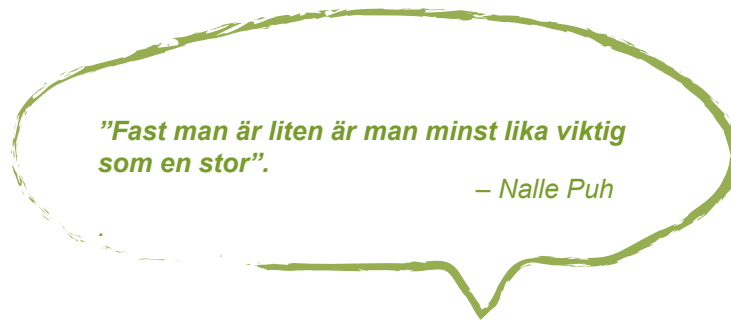 ”Fast man är liten är man minst lika viktig
som en stor”.
– Nalle Puh
.